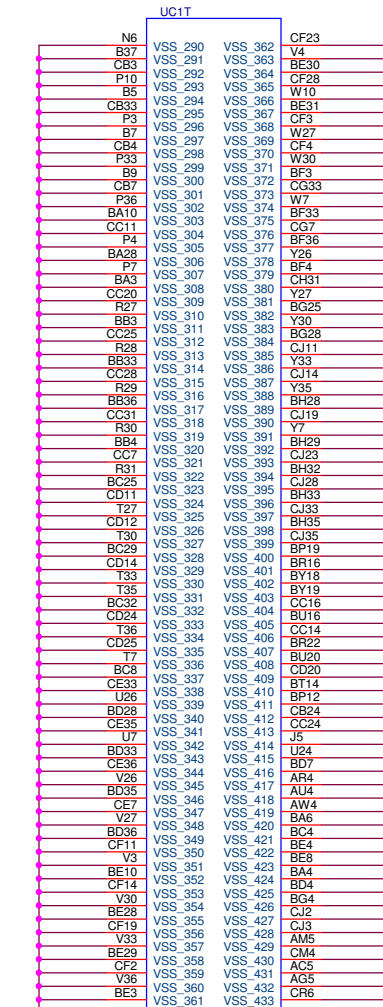 UC1T
N6 VSS_290 VSS_362 CF23
B37 VSS_291 VSS_363 V4
CB3 VSS_292 VSS_364 BE30
P10 VSS_293 VSS_365 CF28
B5 VSS_294 VSS_366 W10
CB33 VSS_295 VSS_367 BE31
P3 VSS_296 VSS_368 CF3
B7 VSS_297 VSS_369 W27
CB4 VSS_298 VSS_370 CF4
P33 VSS_299 VSS_371 W30
B9 VSS_300 VSS_372 BF3
CB7 VSS_301 VSS_373 CG33
P36 VSS_302 VSS_374 W7
BA10 VSS_303 VSS_375 BF33
CC11 VSS_304 VSS_376 CG7
P4 VSS_305 VSS_377 BF36
BA28 VSS_306 VSS_378 Y26
P7 VSS_307 VSS_379 BF4
BA3 VSS_308 VSS_380 CH31
CC20 VSS_309 VSS_381 Y27
R27 VSS_310 VSS_382 BG25
BB3 VSS_311 VSS_383 Y30
CC25 VSS_312 VSS_384 BG28
R28 VSS_313 VSS_385 CJ11
BB33 VSS_314 VSS_386 Y33
CC28 VSS_315 VSS_387 CJ14
R29 VSS_316 VSS_388 Y35
BB36 VSS_317 VSS_389 BH28
CC31 VSS_318 VSS_390 CJ19
R30 VSS_319 VSS_391 Y7
BB4 VSS_320 VSS_392 BH29
CC7 VSS_321 VSS_393 CJ23
R31 VSS_322 VSS_394 BH32
BC25 VSS_323 VSS_395 CJ28
CD11 VSS_324 VSS_396 BH33
T27 VSS_325 VSS_397 CJ33
CD12 VSS_326 VSS_398 BH35
T30 VSS_327 VSS_399 CJ35
BC29 VSS_328 VSS_400 BP19
CD14 VSS_329 VSS_401 BR16
T33 VSS_330 VSS_402 BY18
T35 VSS_331 VSS_403 BY19
BC32 VSS_332 VSS_404 CC16
CD24 VSS_333 VSS_405 BU16
T36 VSS_334 VSS_406 CC14
CD25 VSS_335 VSS_407 BR22
T7 VSS_336 VSS_408 BU20
BC8 VSS_337 VSS_409 CD20
CE33 VSS_338 VSS_410 BT14
U26 VSS_339 VSS_411 BP12
BD28 VSS_340 VSS_412 CB24
CE35 VSS_341 VSS_413 CC24
U7 VSS_342 VSS_414 J5
BD33 VSS_343 VSS_415 U24
CE36 VSS_344 VSS_416 BD7
V26 VSS_345 VSS_417 AR4
BD35 VSS_346 VSS_418 AU4
CE7 VSS_347 VSS_419 AW4
V27 VSS_348 VSS_420 BA6
BD36 VSS_349 VSS_421 BC4
CF11 VSS_350 VSS_422 BE4
V3 VSS_351 VSS_423 BE8
BE10 VSS_352 VSS_424 BA4
CF14 VSS_353 VSS_425 BD4
V30 VSS_354 VSS_426 BG4
BE28 VSS_355 VSS_427 CJ2
CF19 VSS_356 VSS_428 CJ3
V33 VSS_357 VSS_429 AM5
BE29 VSS_358 VSS_430 CM4
CF2 VSS_359 VSS_431 AC5
V36 VSS_360 VSS_432 AG5
BE3 VSS_361 VSS_433 CR6